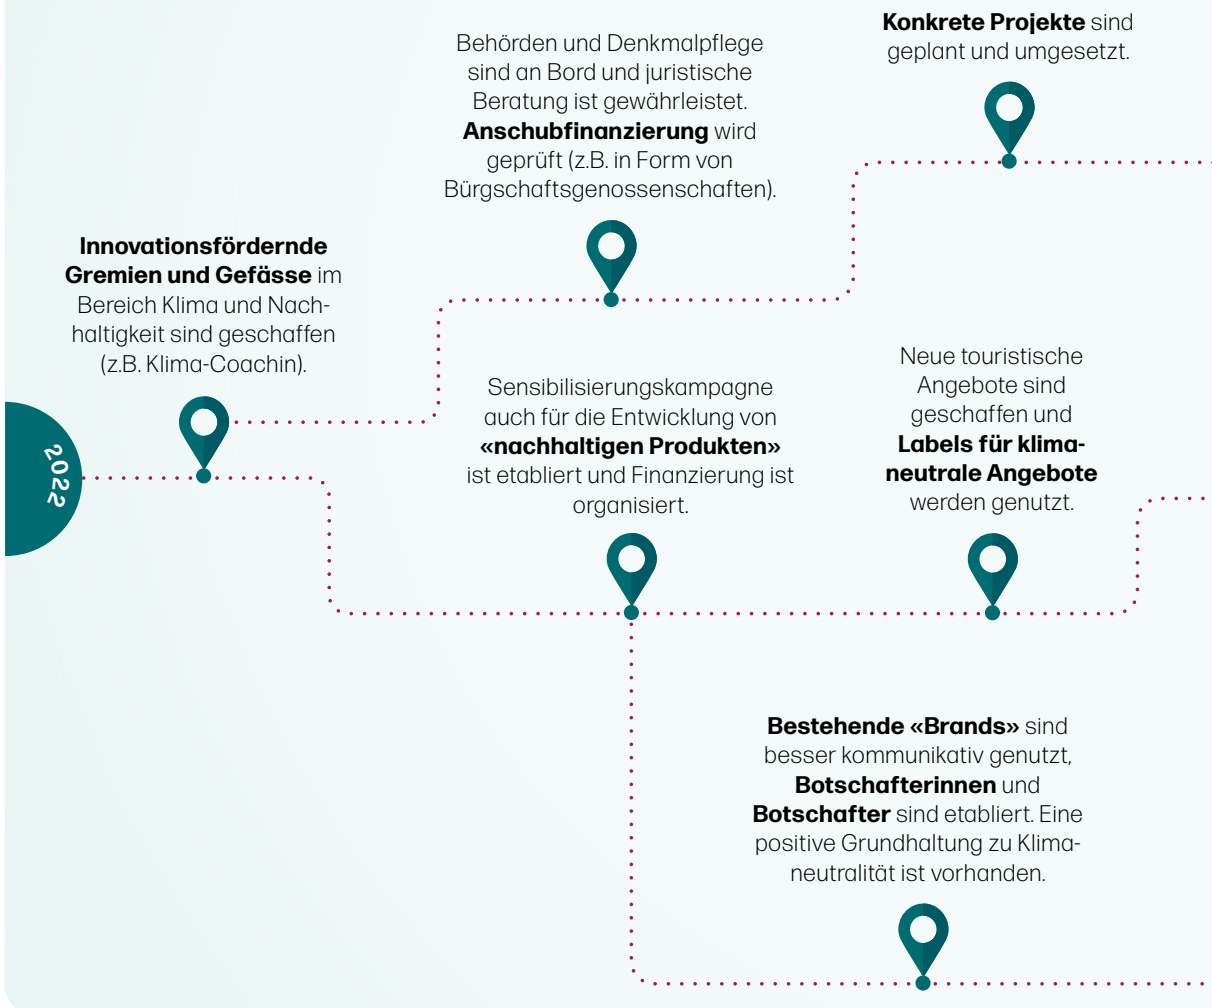 Konkrete Projekte sind
geplant und umgesetzt.
Behörden und Denkmalpflege
sind an Bord und juristische
Beratung ist gewährleistet.
Anschubfinanzierung wird
geprüft (z.B. in Form von
Bürgschaftsgenossenschaften).
Innovationsfördernde
Gremien und Gefässe im
Bereich Klima und Nach-
haltigkeit sind geschaffen
(z.B. Klima-Coachin).
2022
Sensibilisierungskampagne
auch für die Entwicklung von
«nachhaltigen Produkten»
ist etabliert und Finanzierung ist
organisiert.
Neue touristische
Angebote sind
geschaffen und
Labels für klima-
neutrale Angebote
werden genutzt.
Bestehende «Brands» sind
besser kommunikativ genutzt,
Botschafterinnen und
Botschafter sind etabliert. Eine
positive Grundhaltung zu Klima-
neutralität ist vorhanden.